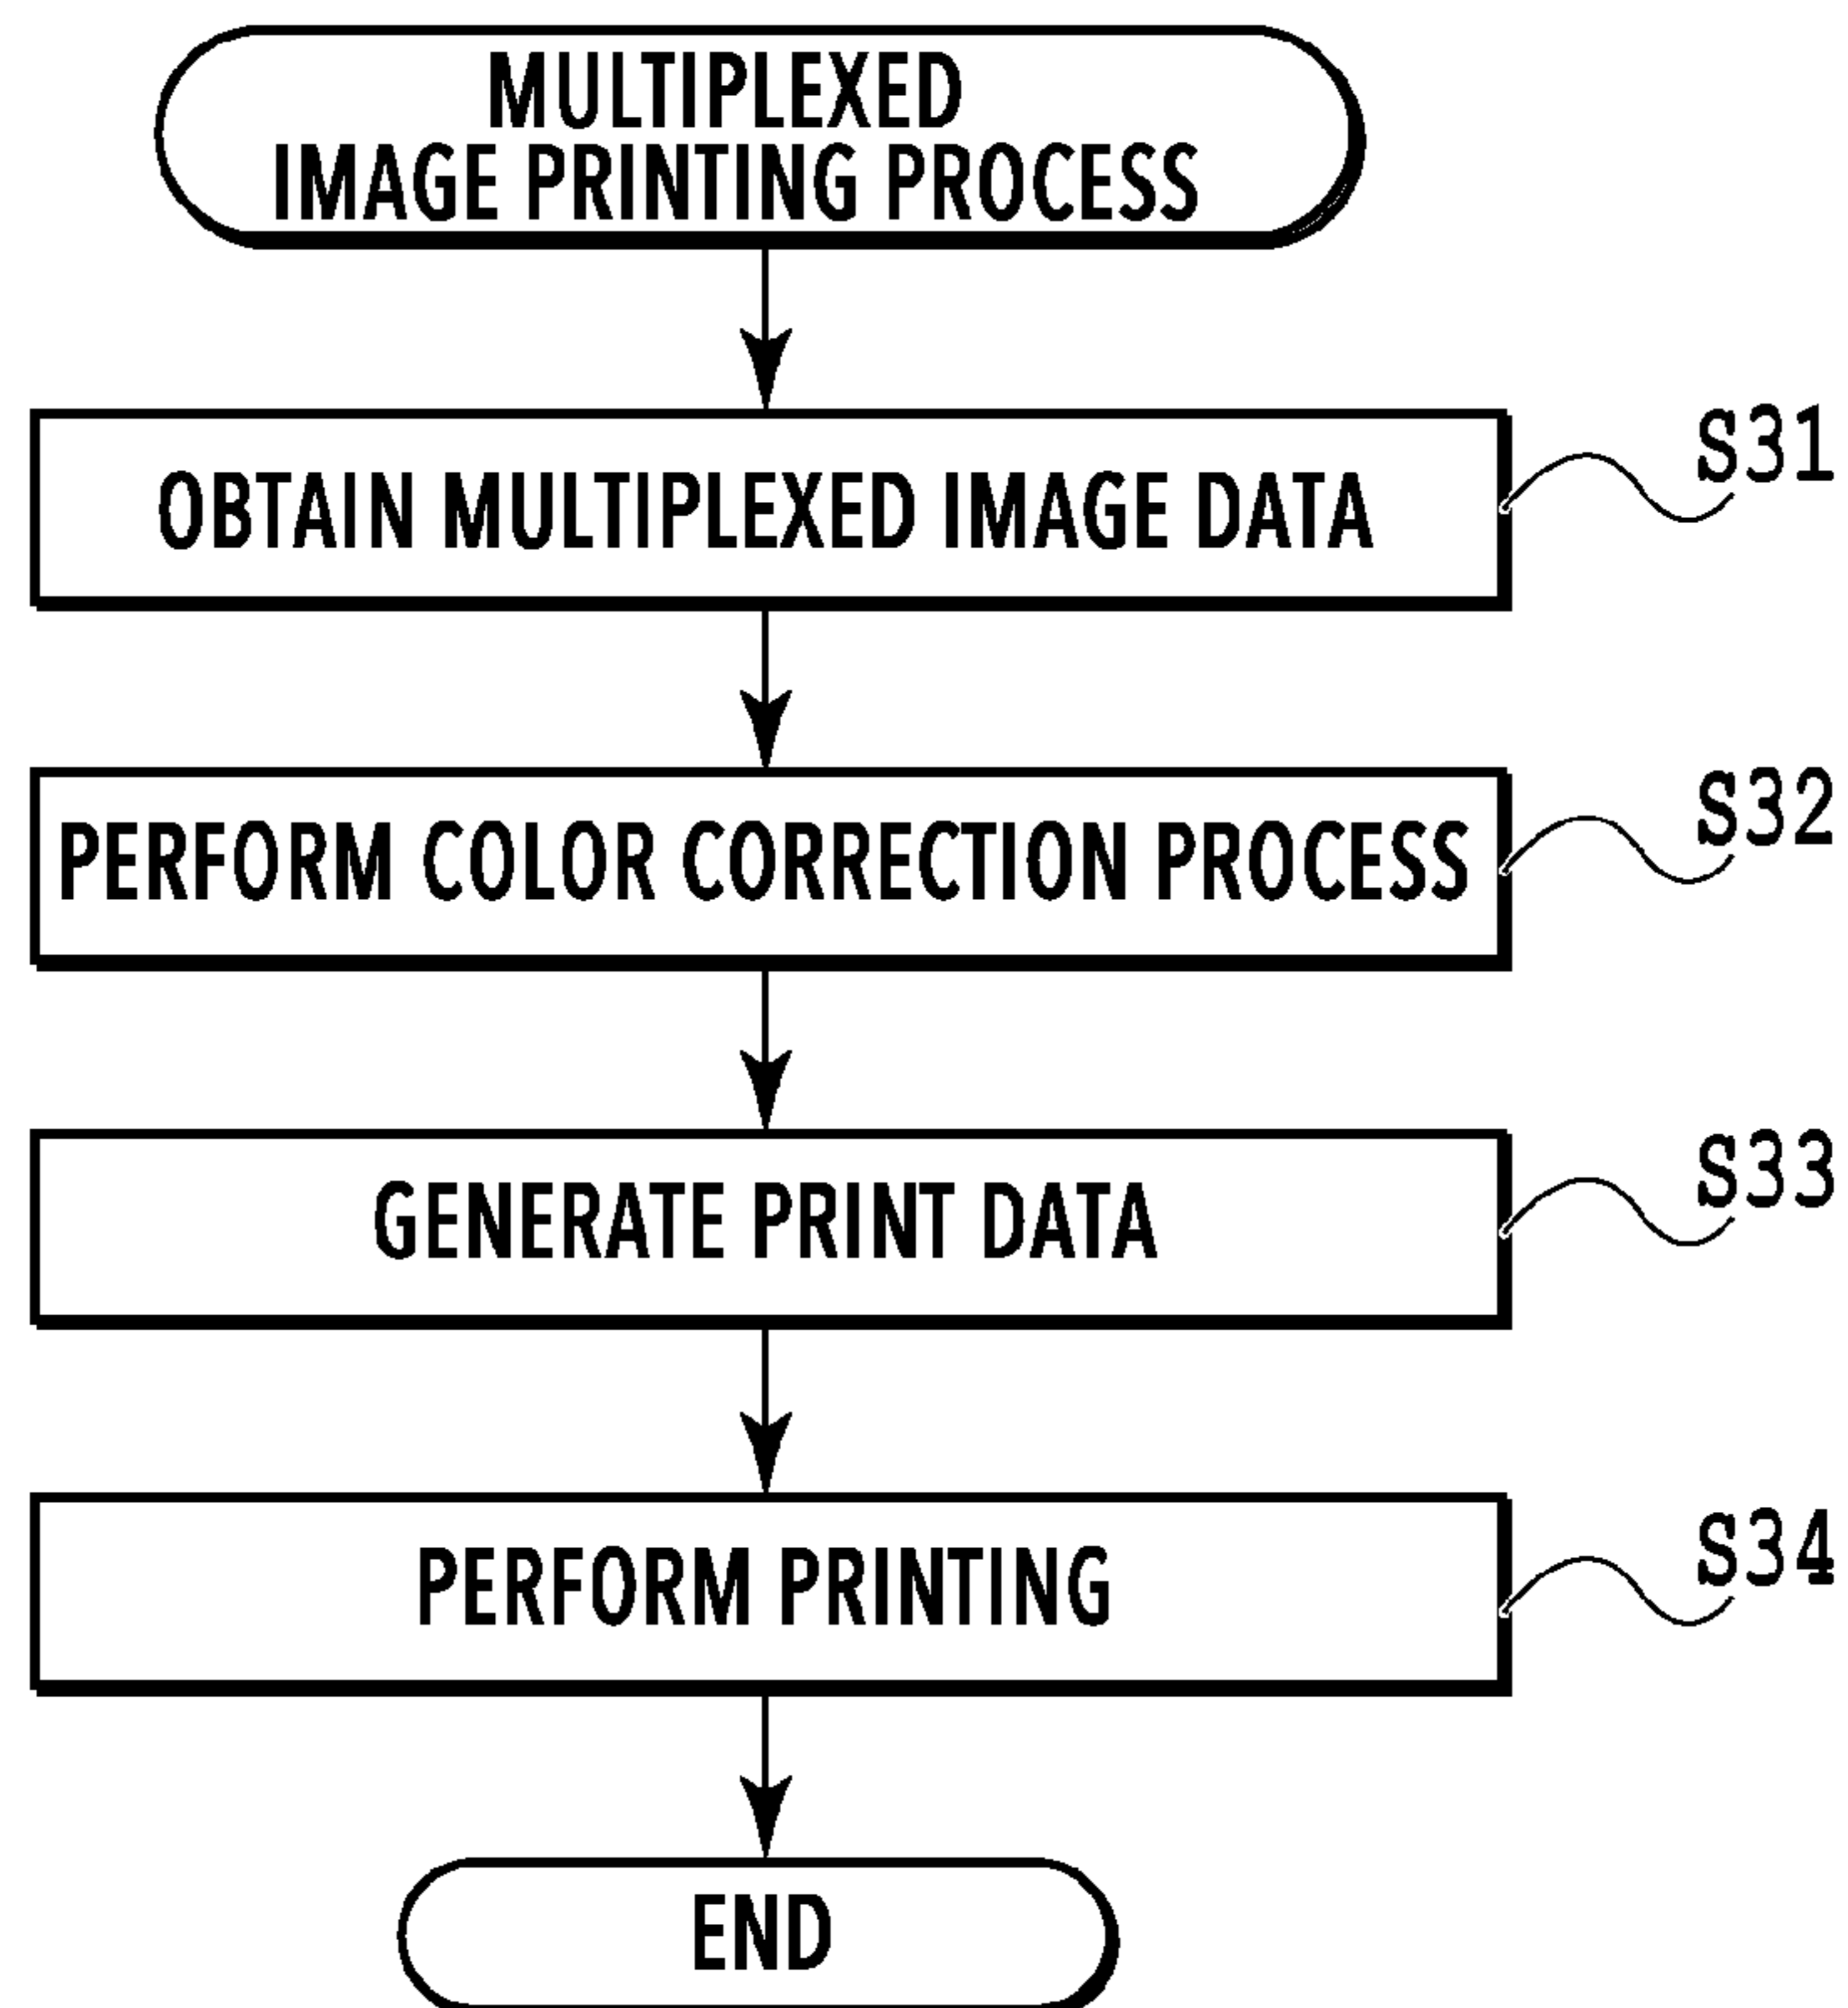 MULTIPLEXED
IMAGE PRINTING PROCESS
OBTAIN MULTIPLEXED IMAGE DATA
S31
PERFORM COLOR CORRECTION PROCESS
S32
GENERATE PRINT DATA
S33
PERFORM PRINTING
S34
END